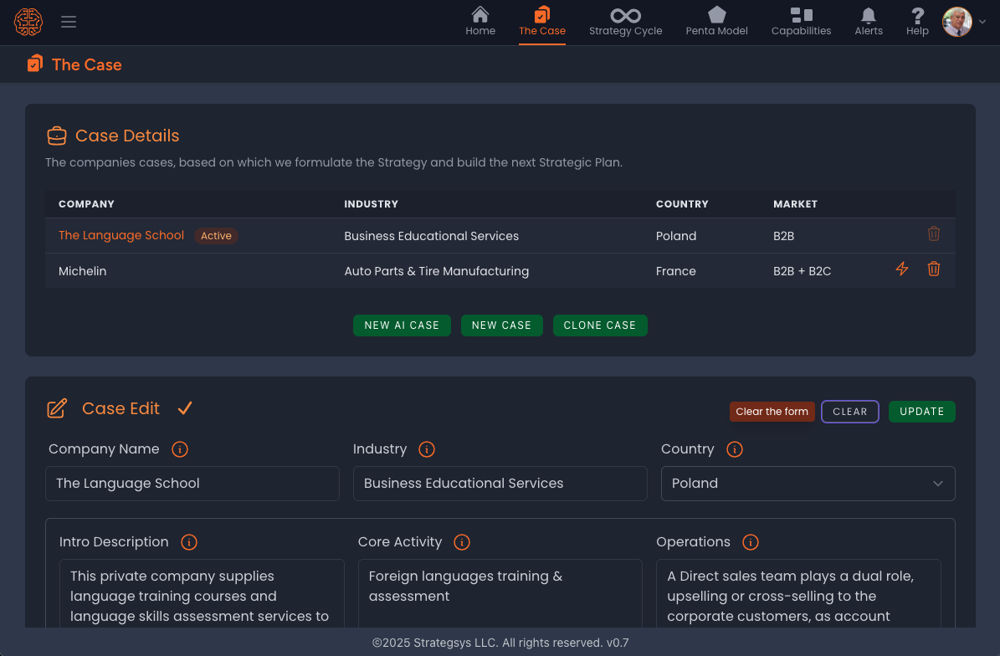 Home
The Case
Strategy Cycle
Penta Model
Capabilities
Alerts
Help
The Case
Case Details
The companies cases, based on which we formulate the Strategy and build the next Strategic Plan.
COMPANY INDUSTRY COUNTRY MARKET
The Language School Active Business Educational Services Poland B2B
Michelin Auto Parts & Tire Manufacturing France B2B + B2C
NEW AI CASE NEW CASE CLONE CASE
Case Edit Clear the form CLEAR UPDATE
Company Name Industry Country
The Language School Business Educational Services Poland
Intro Description Core Activity Operations
This private company supplies
language training courses and
language skills assessment services to
Foreign languages training &
assessment
A Direct sales team plays a dual role,
upselling or cross-selling to the
corporate customers, as account
©2025 Strategsys LLC. All rights reserved. v0.7